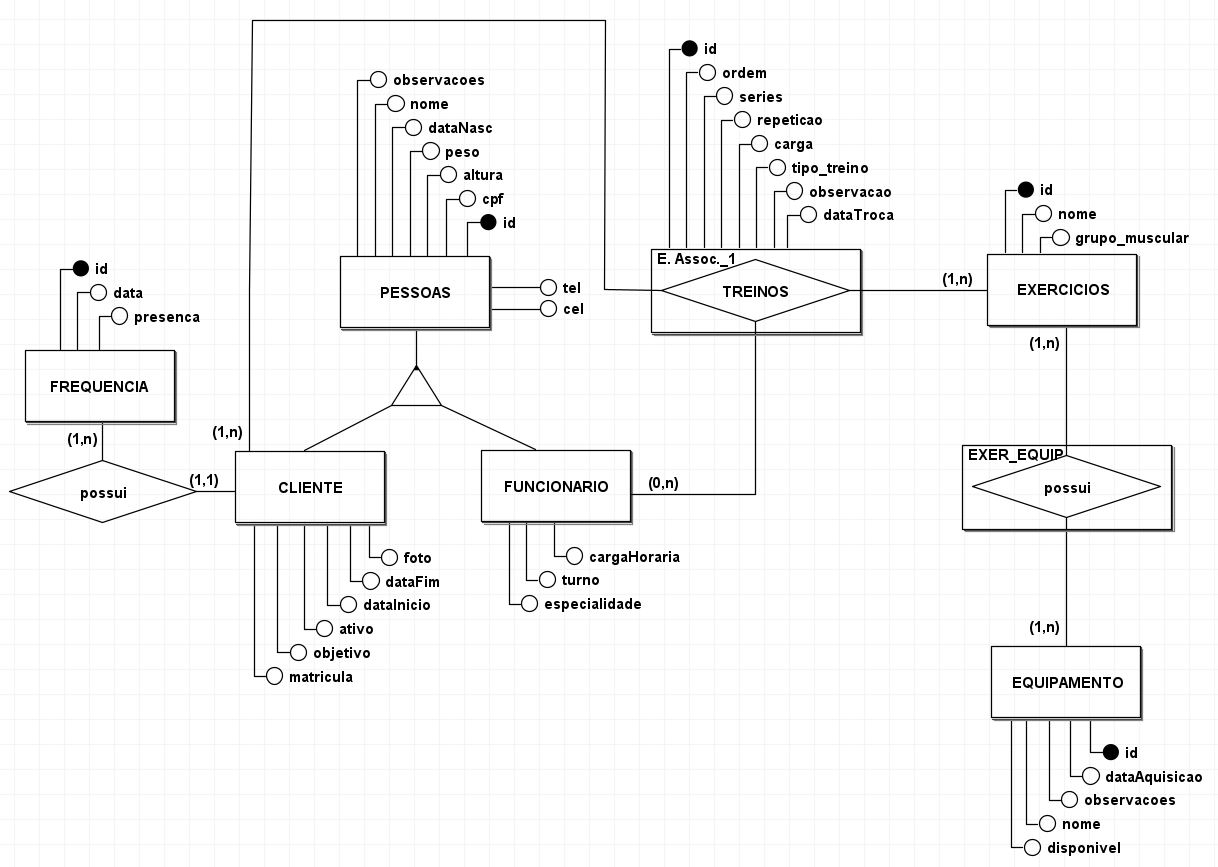 observacoes
nome
dataNasc
peso
altura
cpf
id
PESSOAS
tel
cel
id
ordem
series
repeticao
carga
tipo_treino
observacao
dataTroca
E. Assoc._1
TREINOS
(1,n)
id
nome
grupo_muscular
EXERCICIOS
(1,n)
id
data
presenca
FREQUENCIA
(1,n)
possui
(1,1)
(1,n)
CLIENTE
foto
dataFim
dataInicio
ativo
objetivo
matricula
FUNCIONARIO
(0,n)
cargaHoraria
turno
especialidade
EXER_EQUIP
possui
(1,n)
EQUIPAMENTO
id
dataAquisicao
observacoes
nome
disponivel